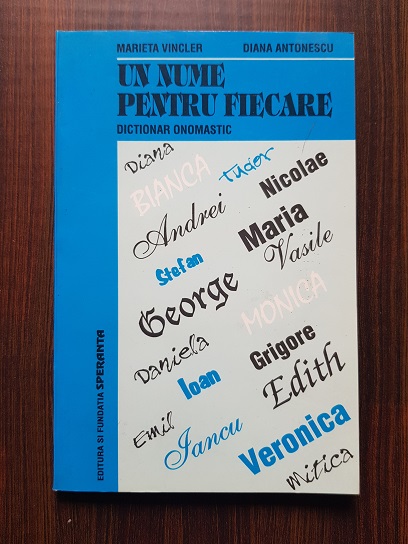 MARIETA VINCLER DIANA ANTONESCU
UN NUME
PENTRU FIECARE
DICTIONAR ONOMASTIC
Diana
BIANCA
Tudor
Nicolae
Andrei
Maria
Stefan
Vasile
George
MONICA
Daniela
Grigore
Ioan
Edith
Emil
Iancu
Veronica
Mitica
EDITURA SI FUNDATIA SPERANTA